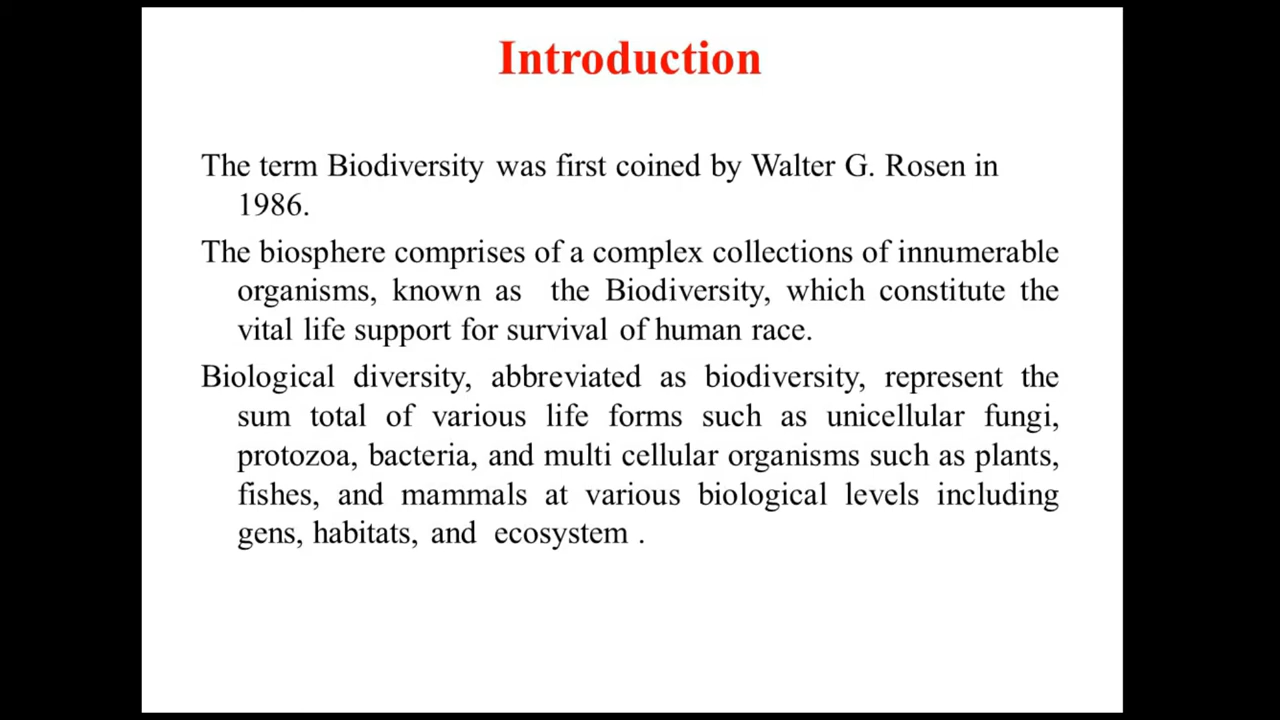 Introduction
The term Biodiversity was first coined by Walter G. Rosen in
1986.
The biosphere comprises of a complex collections of innumerable
organisms, known as the Biodiversity, which constitute the
vital life support for survival of human race.
Biological diversity, abbreviated as biodiversity, represent the
sum total of various life forms such as unicellular fungi,
protozoa, bacteria, and multi cellular organisms such as plants,
fishes, and mammals at various biological levels including
gens, habitats, and ecosystem .